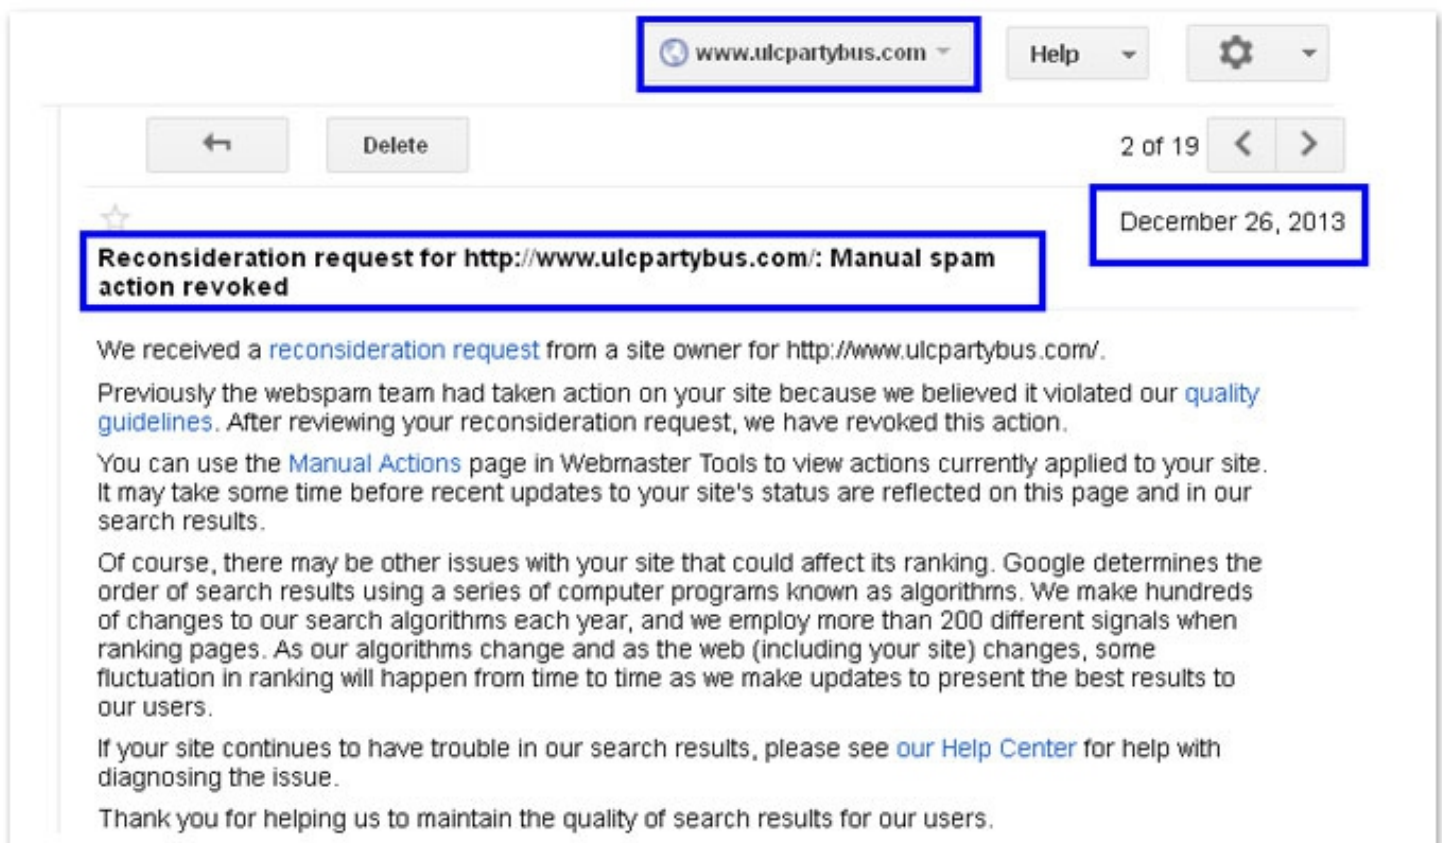 www.ulcpartybus.com
Help
Delete
2 of 19
December 26, 2013
Reconsideration request for http://www.ulcpartybus.com/: Manual spam
action revoked
We received a reconsideration request from a site owner for http://www.ulcpartybus.com/.
Previously the webspam team had taken action on your site because we believed it violated our quality
guidelines. After reviewing your reconsideration request, we have revoked this action.
You can use the Manual Actions page in Webmaster Tools to view actions currently applied to your site.
It may take some time before recent updates to your site's status are reflected on this page and in our
search results.
Of course, there may be other issues with your site that could affect its ranking. Google determines the
order of search results using a series of computer programs known as algorithms. We make hundreds
of changes to our search algorithms each year, and we employ more than 200 different signals when
ranking pages. As our algorithms change and as the web (including your site) changes, some
fluctuation in ranking will happen from time to time as we make updates to present the best results to
our users.
If your site continues to have trouble in our search results, please see our Help Center for help with
diagnosing the issue.
Thank you for helping us to maintain the quality of search results for our users.